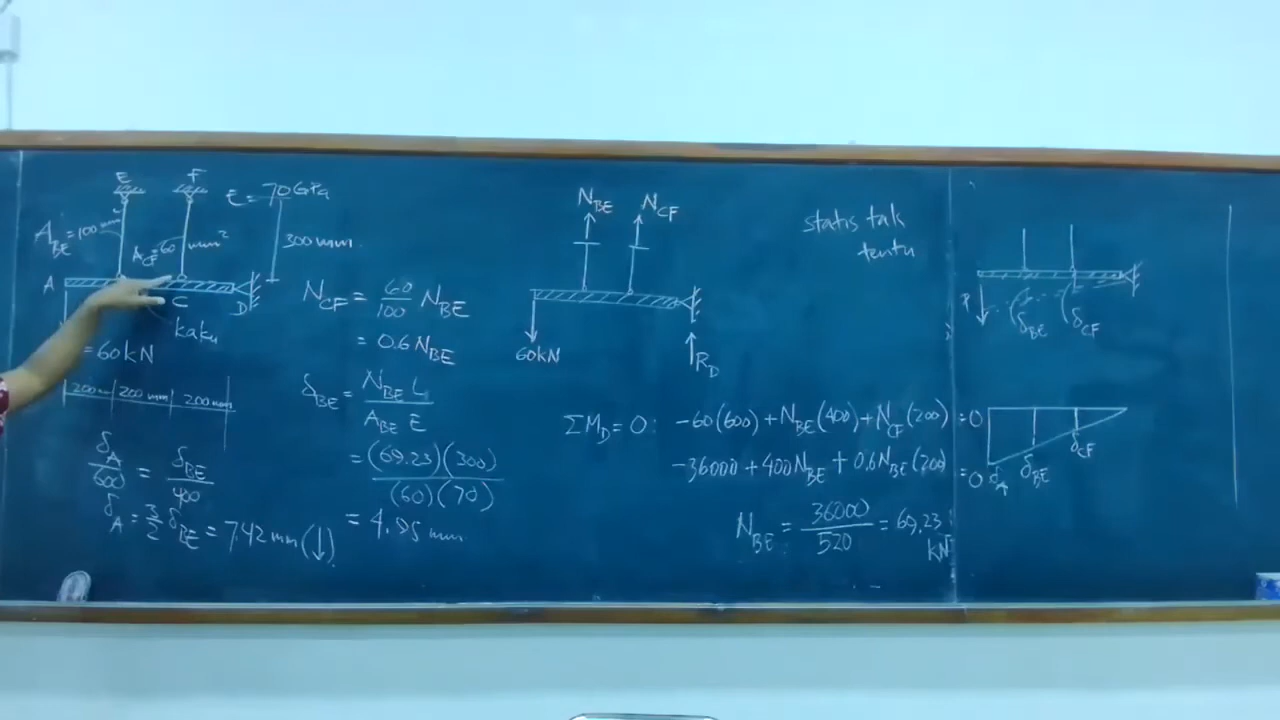 E F
E = 70 GPa
A_BE = 100 mm²
A_CF = 60 mm²
300 mm
A
C
D
kaku
= 60 kN
200 mm 200 mm 200 mm
δ_A/600 = δ_BE/400
δ_A = 3/2 δ_BE = 7.42 mm (↓)
N_CF = 60/100 N_BE
= 0.6 N_BE
δ_BE = N_BE L/A_BE E
= (69.23)(300)/(60)(70)
= 4.95 mm
N_BE N_CF
60 kN
R_D
ΣM_D = 0: -60(600) + N_BE(400) + N_CF(200) = 0
-36000 + 400 N_BE + 0.6 N_BE(200) = 0
N_BE = 36000/520 = 69,23 kN
statis tak
tentu
P
δ_BE δ_CF
δ_A δ_BE δ_CF